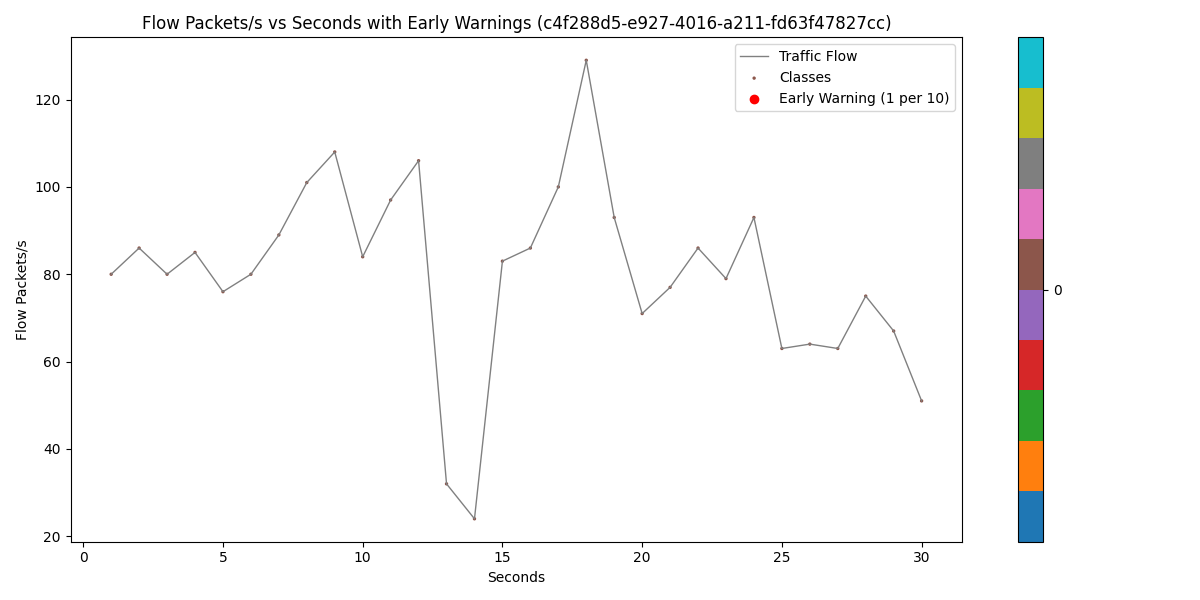 Flow Packets/s vs Seconds with Early Warnings (c4f288d5-e927-4016-a211-fd63f47827cc)
Traffic Flow
Classes
Early Warning (1 per 10)
Flow Packets/s
120
100
80
60
40
20
0
0 5 10 15 20 25 30
Seconds